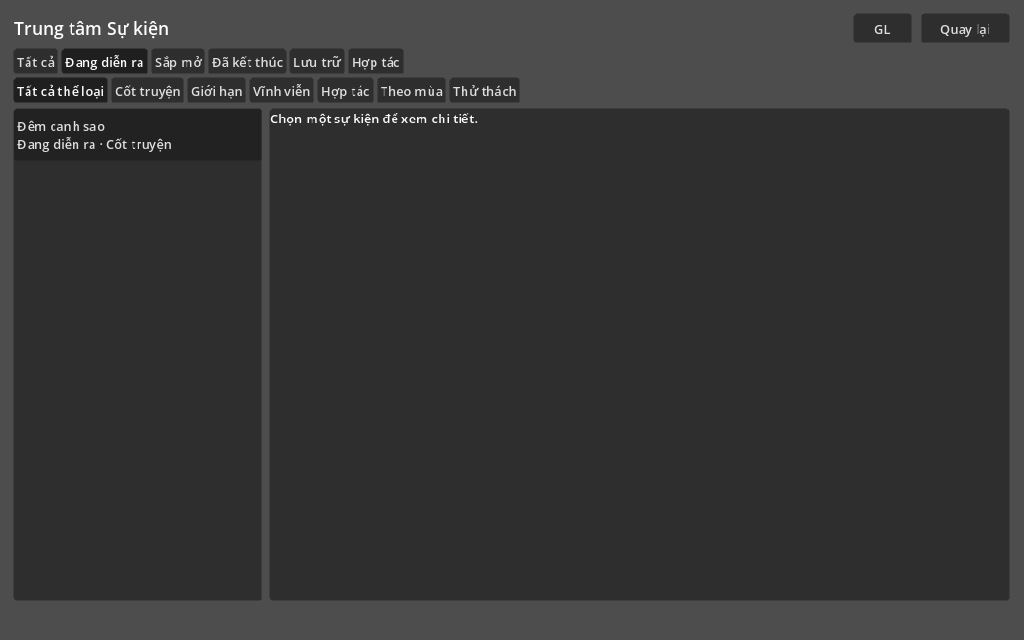 Trung tâm Sự kiện
GL
Quay lại
Tất cả Đang diễn ra Sắp mở Đã kết thúc Lưu trữ Hợp tác
Tất cả thể loại Cốt truyện Giới hạn Vĩnh viễn Hợp tác Theo mùa Thử thách
Đêm canh sao
Đang diễn ra · Cốt truyện
Chọn một sự kiện để xem chi tiết.